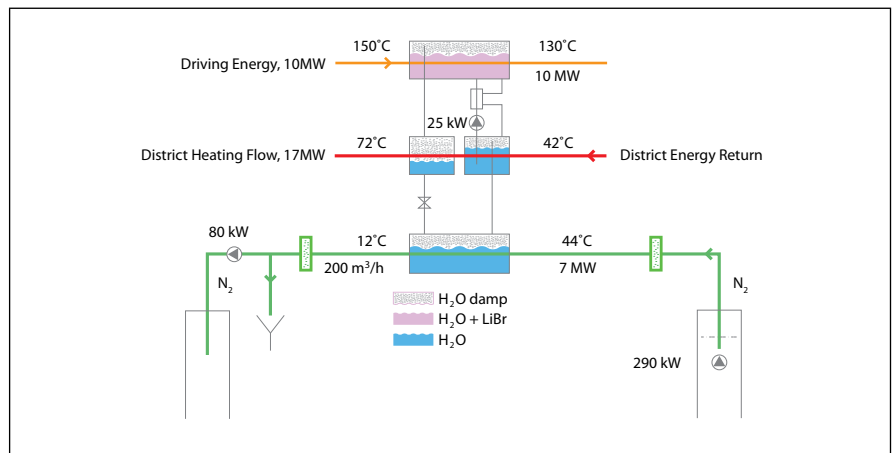 150˚C
130˚C
Driving Energy, 10MW
10 MW
25 kW
72˚C
42˚C
District Heating Flow, 17MW
District Energy Return
80 kW
12˚C
44˚C
200 m³/h
7 MW
N₂
N₂
H₂O damp
H₂O + LiBr
H₂O
290 kW